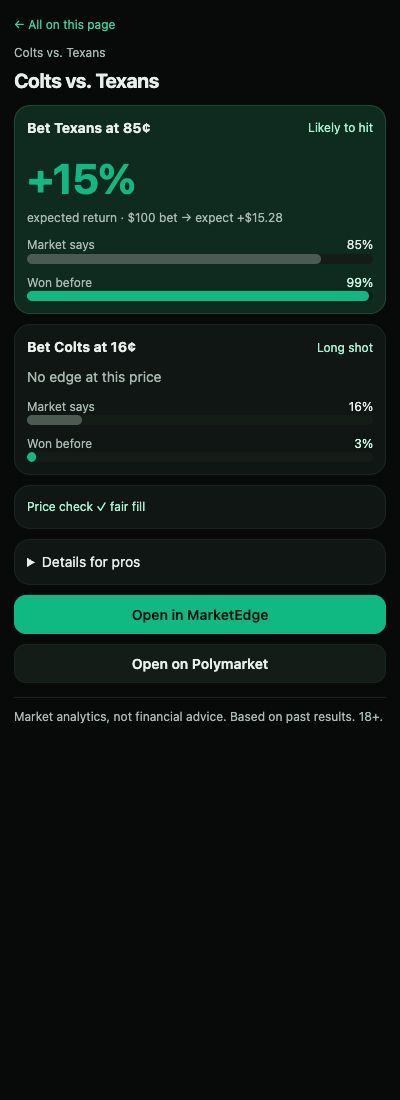 ← All on this page
Colts vs. Texans
Colts vs. Texans
Bet Texans at 85¢
Likely to hit
+15%
expected return · $100 bet → expect +$15.28
Market says
85%
Won before
99%
Bet Colts at 16¢
Long shot
No edge at this price
Market says
16%
Won before
3%
Price check ✓ fair fill
▶ Details for pros
Open in MarketEdge
Open on Polymarket
Market analytics, not financial advice. Based on past results. 18+.